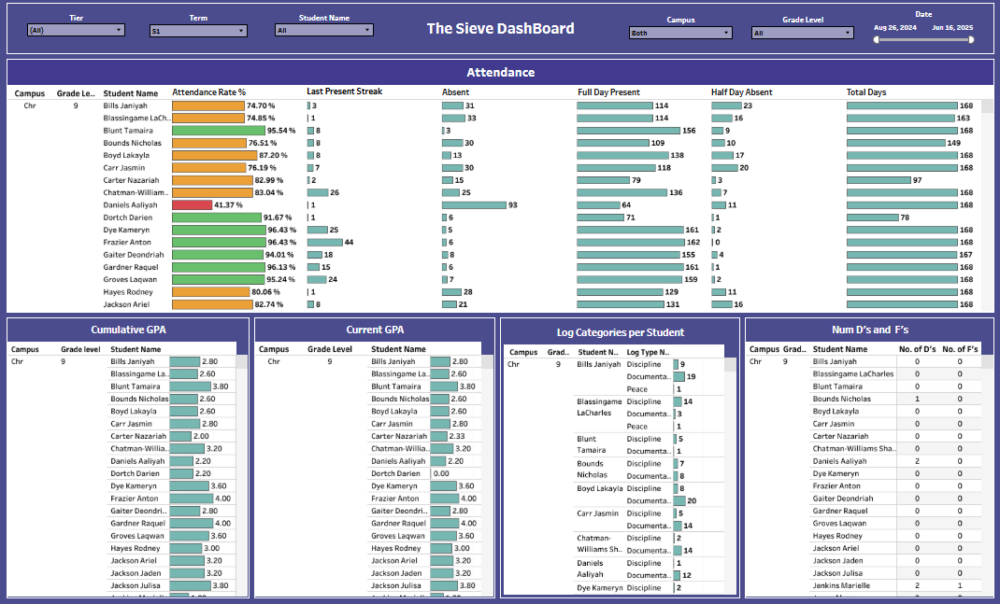 Tier Term Student Name The Sieve DashBoard Campus Grade Level Date
(All) S1 All Both All Aug 26, 2024 Jun 16, 2025
Attendance
Campus Grade Le.. Student Name Attendance Rate % Last Present Streak Absent Full Day Present Half Day Absent Total Days
Chr 9 Bills Janiyah 74.70 % 3 31 114 23 168
Blassingame LaCh.. 74.85 % 1 33 114 16 163
Blunt Tamaira 95.54 % 8 3 156 9 168
Bounds Nicholas 76.51 % 8 30 109 10 149
Boyd Lakayla 87.20 % 8 13 138 17 168
Carr Jasmin 76.19 % 7 30 118 20 168
Carter Nazariah 82.99 % 2 15 79 3 97
Chatman-William.. 83.04 % 26 25 136 7 168
Daniels Aaliyah 41.37 % 1 93 64 11 168
Dortch Darien 91.67 % 1 6 71 1 78
Dye Kameryn 96.43 % 25 5 161 2 168
Frazier Anton 96.43 % 44 6 162 0 168
Gaiter Deondriah 94.01 % 18 8 155 4 167
Gardner Raquel 96.13 % 15 6 161 1 168
Groves Laqwan 95.24 % 24 7 159 2 168
Hayes Rodney 80.06 % 1 28 129 11 168
Jackson Ariel 82.74 % 8 21 131 16 168
Cumulative GPA
Campus Grade level Student Name
Chr 9 Bills Janiyah 2.80
Blassingame La.. 2.60
Blunt Tamaira 3.80
Bounds Nicholas 2.60
Boyd Lakayla 2.60
Carr Jasmin 2.80
Carter Nazariah 2.00
Chatman-Willia.. 3.20
Daniels Aaliyah 2.20
Dortch Darien 2.20
Dye Kameryn 3.60
Frazier Anton 4.00
Gaiter Deondri.. 2.80
Gardner Raquel 4.00
Groves Laqwan 3.60
Hayes Rodney 3.00
Jackson Ariel 3.20
Jackson Jaden 3.20
Jackson Julisa 3.80
Current GPA
Campus Grade Level Student Name
Chr 9 Bills Janiyah 2.80
Blassingame La.. 2.60
Blunt Tamaira 3.80
Bounds Nicholas 2.60
Boyd Lakayla 2.60
Carr Jasmin 2.80
Carter Nazariah 2.33
Chatman-Willia.. 3.20
Daniels Aaliyah 2.20
Dortch Darien 0.00
Dye Kameryn 3.60
Frazier Anton 4.00
Gaiter Deondri.. 2.80
Gardner Raquel 4.00
Groves Laqwan 3.60
Hayes Rodney 3.00
Jackson Ariel 3.20
Jackson Jaden 3.20
Jackson Julisa 3.80
Log Categories per Student
Campus Grad.. Student N.. Log Type N..
Chr 9 Bills Janiyah Discipline 9
Documenta.. 19
Peace 1
Blassingame Discipline 14
LaCharles Documenta.. 3
Peace 1
Blunt Discipline 5
Tamaira Documenta.. 1
Bounds Discipline 7
Nicholas Documenta.. 8
Boyd Lakayla Discipline 8
Documenta.. 20
Carr Jasmin Discipline 5
Documenta.. 14
Chatman- Discipline 2
Williams Sh.. Documenta.. 14
Daniels Discipline 1
Aaliyah Documenta.. 12
Dye Kameryn Discipline 2
Num D's and F's
Campus Grad.. Student Name No. of D's No. of F's
Chr 9 Bills Janiyah 0 0
Blassingame LaCharles 0 0
Blunt Tamaira 0 0
Bounds Nicholas 1 0
Boyd Lakayla 0 0
Carr Jasmin 0 0
Carter Nazariah 0 0
Chatman-Williams Sha.. 0 0
Daniels Aaliyah 2 0
Dortch Darien 0 0
Dye Kameryn 0 0
Frazier Anton 0 0
Gaiter Deondriah 0 0
Gardner Raquel 0 0
Groves Laqwan 0 0
Hayes Rodney 0 0
Jackson Ariel 0 0
Jackson Jaden 0 0
Jackson Julisa 0 0
Jenkins Marielle 2 1